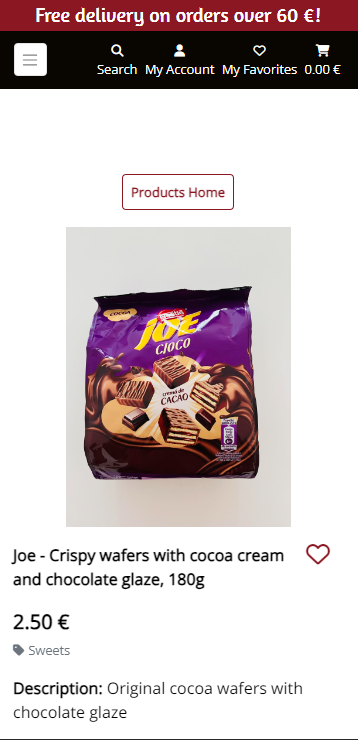 Free delivery on orders over 60 €!
Search My Account My Favorites 0.00 €
Products Home
COCOA
Nestlé
JOE
CIOCO
cremă de
CACAO
Joe - Crispy wafers with cocoa cream
and chocolate glaze, 180g
2.50 €
Sweets
Description: Original cocoa wafers with
chocolate glaze